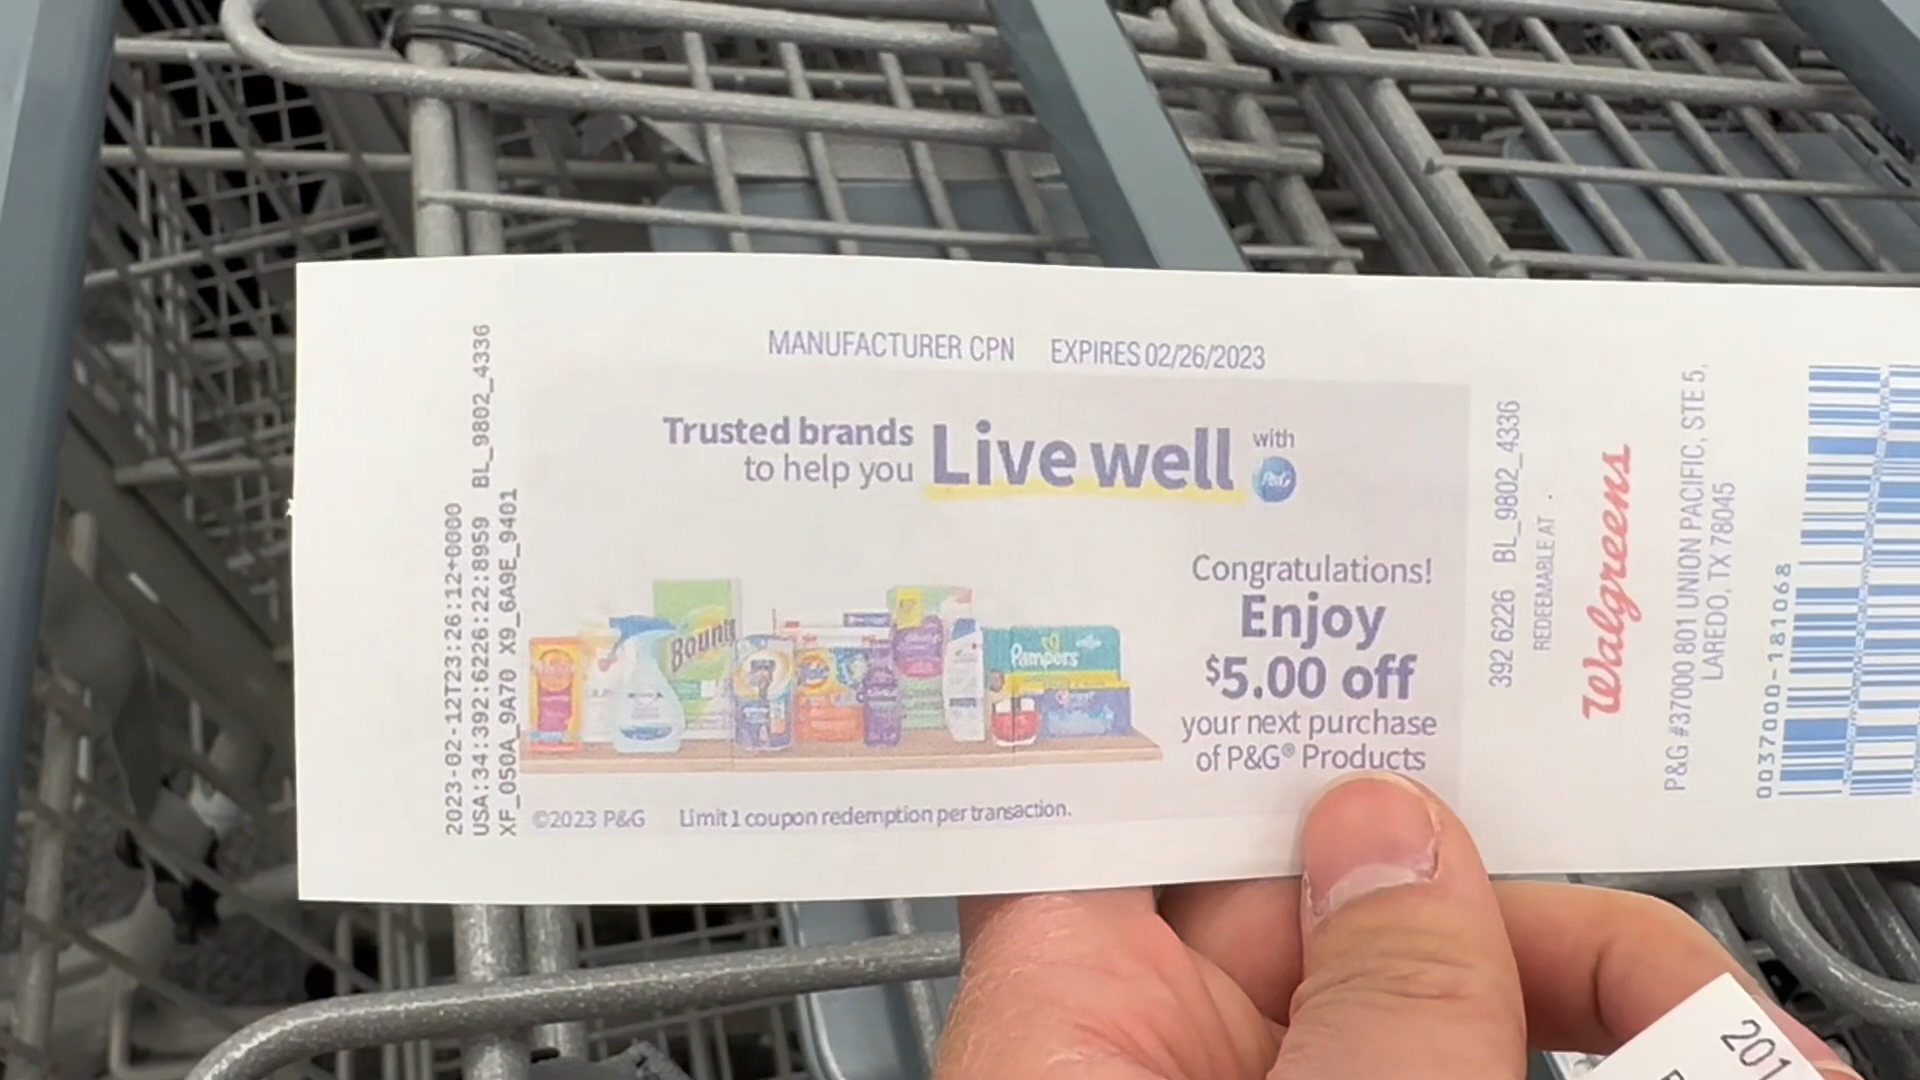 MANUFACTURER CPN EXPIRES 02/26/2023
Trusted brands
to help you
Live well
with
P&G
Congratulations!
Enjoy
$5.00 off
your next purchase
of P&G® Products
Bounty
Pampers
©2023 P&G Limit 1 coupon redemption per transaction.
2023-02-12T23:26:12+0000
USA:34:392:6226:22:8959 BL_9802_4336
XF_050A_9A70 X9_6A9E_9401
392 6226 BL_9802_4336
REDEEMABLE AT .
Walgreens
P&G #37000 801 UNION PACIFIC, STE 5,
LAREDO, TX 78045
0037000-181068
201